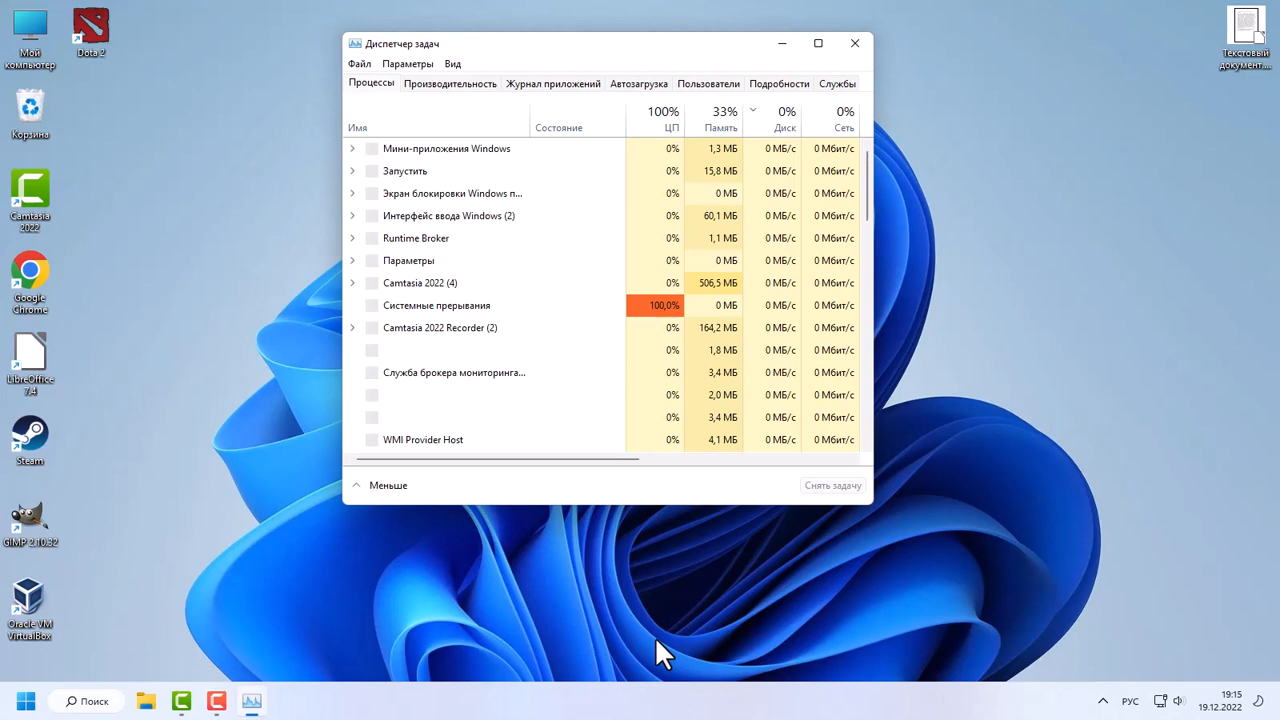 Мой
компьютер
Dota 2
Корзина
Camtasia
2022
Google
Chrome
LibreOffice
7.4
Steam
GIMP 2.10.32
Oracle VM
VirtualBox
Текстовый
документ...
Диспетчер задач
Файл Параметры Вид
Процессы Производительность Журнал приложений Автозагрузка Пользователи Подробности Службы
100% 33% 0% 0%
Имя Состояние ЦП Память Диск Сеть
Мини-приложения Windows 0% 1,3 МБ 0 МБ/с 0 Мбит/с
Запустить 0% 15,8 МБ 0 МБ/с 0 Мбит/с
Экран блокировки Windows п... 0% 0 МБ 0 МБ/с 0 Мбит/с
Интерфейс ввода Windows (2) 0% 60,1 МБ 0 МБ/с 0 Мбит/с
Runtime Broker 0% 1,1 МБ 0 МБ/с 0 Мбит/с
Параметры 0% 0 МБ 0 МБ/с 0 Мбит/с
Camtasia 2022 (4) 0% 506,5 МБ 0 МБ/с 0 Мбит/с
Системные прерывания 100,0% 0 МБ 0 МБ/с 0 Мбит/с
Camtasia 2022 Recorder (2) 0% 164,2 МБ 0 МБ/с 0 Мбит/с
0% 1,8 МБ 0 МБ/с 0 Мбит/с
Служба брокера мониторинга... 0% 3,4 МБ 0 МБ/с 0 Мбит/с
0% 2,0 МБ 0 МБ/с 0 Мбит/с
0% 3,4 МБ 0 МБ/с 0 Мбит/с
WMI Provider Host 0% 4,1 МБ 0 МБ/с 0 Мбит/с
Меньше Снять задачу
Поиск
РУС
19:15
19.12.2022